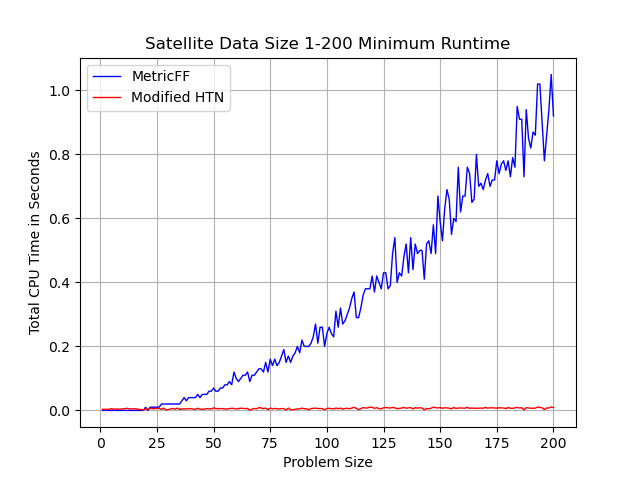 Satellite Data Size 1-200 Minimum Runtime
MetricFF
Modified HTN
Total CPU Time in Seconds
1.0
0.8
0.6
0.4
0.2
0.0
0 25 50 75 100 125 150 175 200
Problem Size